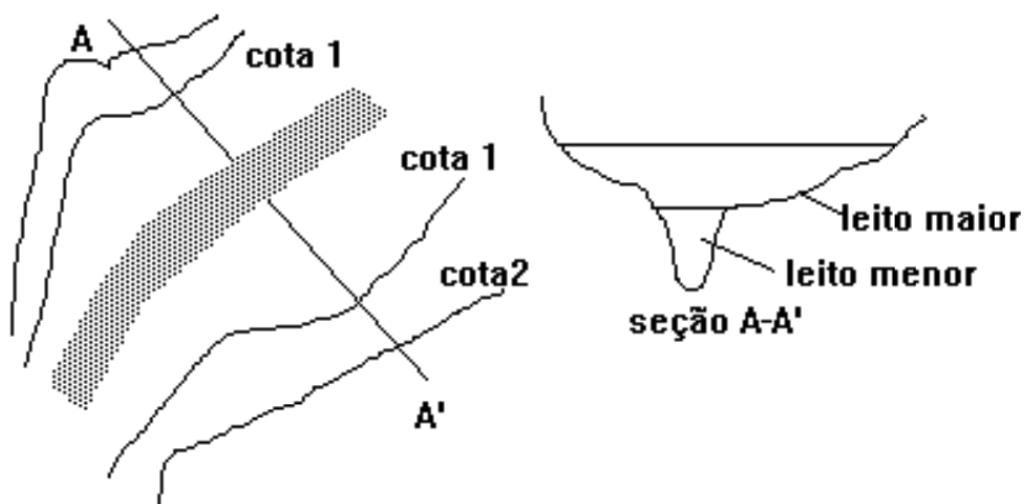 A
cota 1
cota 1
cota2
A'
leito maior
leito menor
seção A-A'